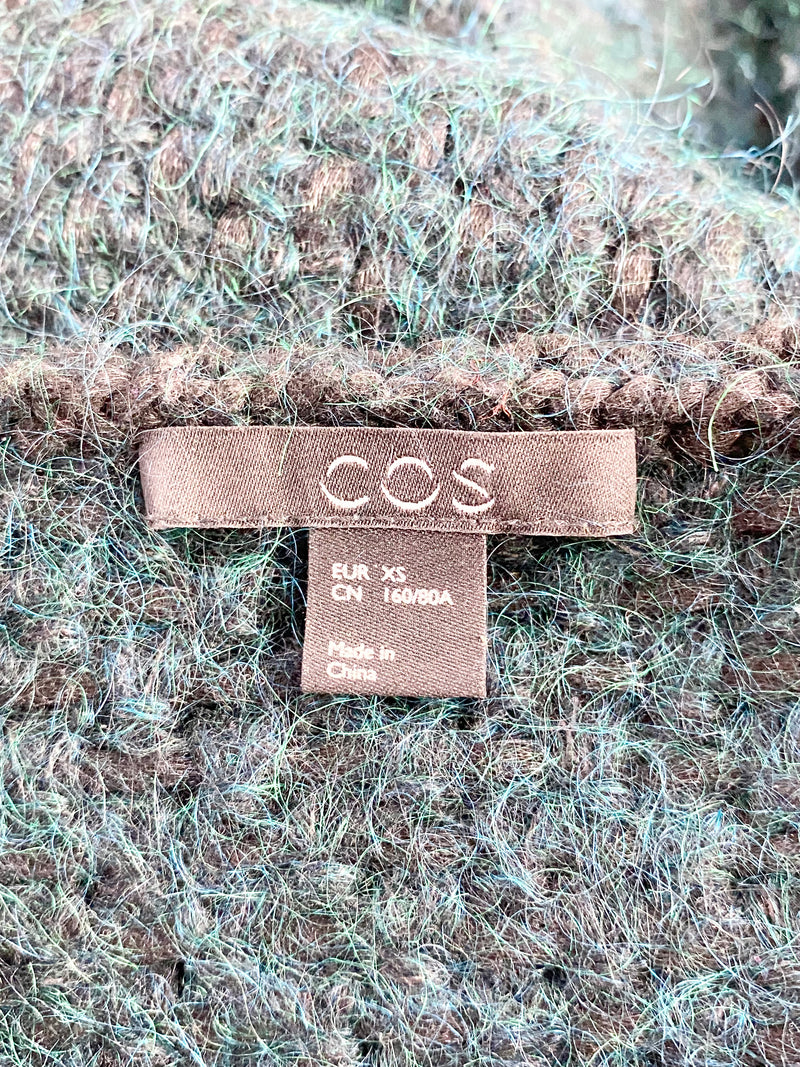 COS
EUR XS
CN 160/80A
Made in
China